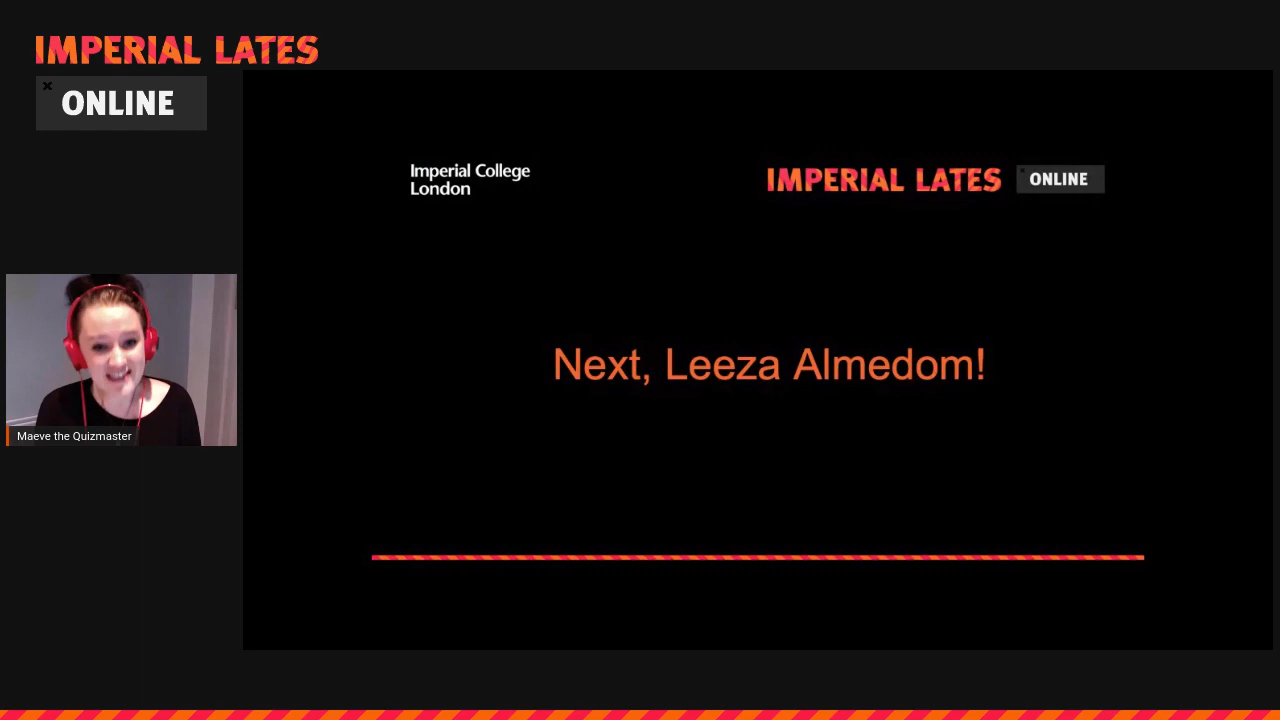 IMPERIAL LATES
ONLINE
Imperial College
London
IMPERIAL LATES ONLINE
Next, Leeza Almedom!
Maeve the Quizmaster